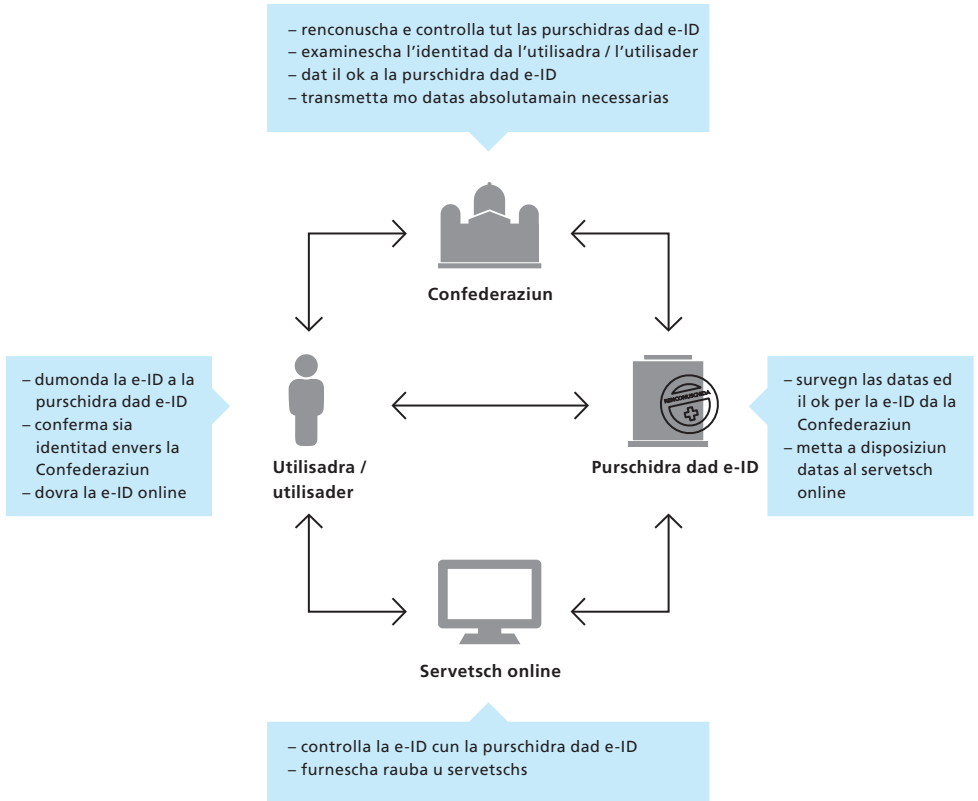 – renconuscha e controlla tut las purschidras dad e-ID
– examinescha l’identitad da l’utilisadra / l’utilisader
– dat il ok a la purschidra dad e-ID
– transmetta mo datas absolutamain necessarias
Confederaziun
– dumonda la e-ID a la
purschidra dad e-ID
– conferma sia
identitad envers la
Confederaziun
– dovra la e-ID online
Utilisadra /
utilisader
RENCONUSCHIDA
Purschidra dad e-ID
– survegn las datas ed
il ok per la e-ID da la
Confederaziun
– metta a disposiziun
datas al servetsch
online
Servetsch online
– controlla la e-ID cun la purschidra dad e-ID
– furnescha rauba u servetschs